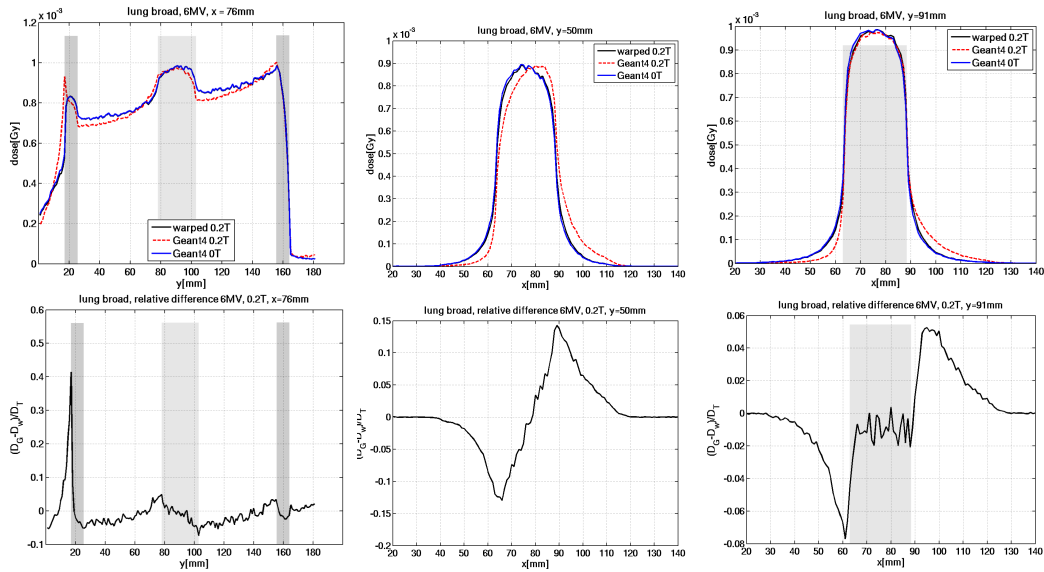 lung broad, 6MV, x = 76mm
x 10⁻³
1.2
1
0.8
0.6
0.4
0.2
0
dose[Gy]
warped 0.2T
Geant4 0.2T
Geant4 0T
20 40 60 80 100 120 140 160 180
y[mm]
lung broad, 6MV, y=50mm
x 10⁻³
1
0.9
0.8
0.7
0.6
0.5
0.4
0.3
0.2
0.1
0
dose[Gy]
warped 0.2T
Geant4 0.2T
Geant4 0T
20 30 40 50 60 70 80 90 100 110 120 130 140
x[mm]
lung broad, 6MV, y=91mm
x 10⁻³
1
0.9
0.8
0.7
0.6
0.5
0.4
0.3
0.2
0.1
0
dose[Gy]
warped 0.2T
Geant4 0.2T
Geant4 0T
20 30 40 50 60 70 80 90 100 110 120 130 140
x[mm]
lung broad, relative difference 6MV, 0.2T, x=76mm
0.6
0.5
0.4
0.3
0.2
0.1
0
-0.1
(D_G-D_w)/D_T
20 40 60 80 100 120 140 160 180
y[mm]
lung broad, relative difference 6MV, 0.2T, y=50mm
0.15
0.1
0.05
0
-0.05
-0.1
-0.15
-0.2
(D_G-D_w)/D_T
20 30 40 50 60 70 80 90 100 110 120 130 140
x[mm]
lung broad, relative difference 6MV, 0.2T, y=91mm
0.06
0.04
0.02
0
-0.02
-0.04
-0.06
-0.08
(D_G-D_w)/D_T
20 30 40 50 60 70 80 90 100 110 120 130 140
x[mm]